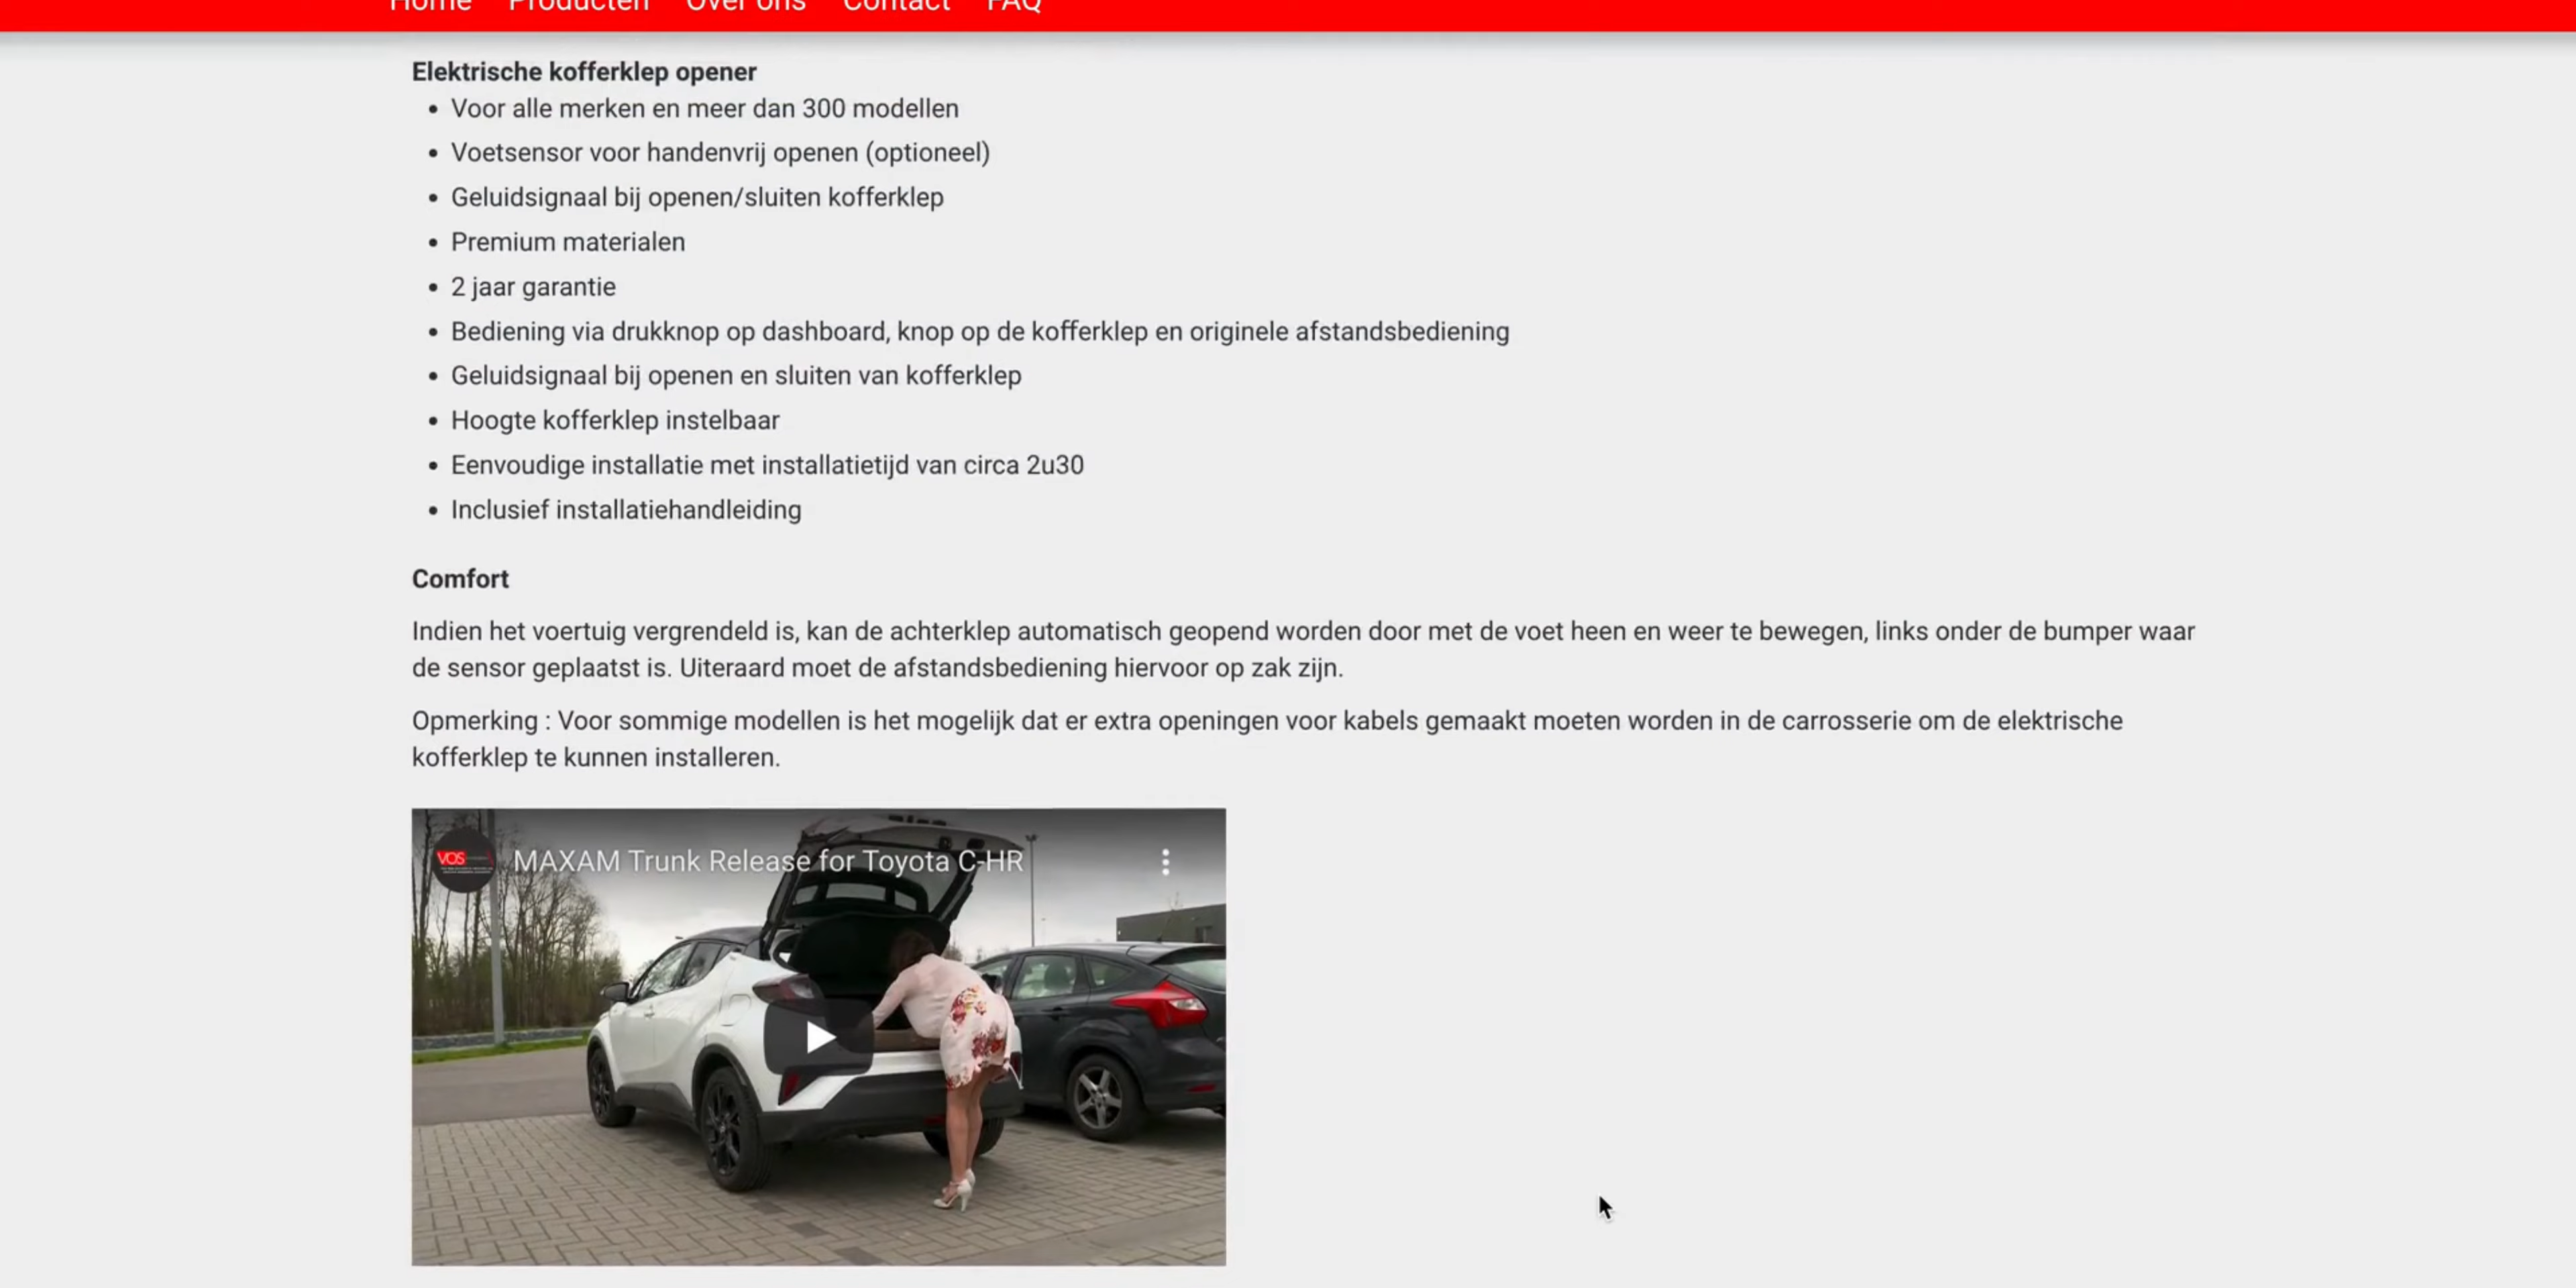 Home Producten Over ons Contact FAQ
Elektrische kofferklep opener
• Voor alle merken en meer dan 300 modellen
• Voetsensor voor handenvrij openen (optioneel)
• Geluidsignaal bij openen/sluiten kofferklep
• Premium materialen
• 2 jaar garantie
• Bediening via drukknop op dashboard, knop op de kofferklep en originele afstandsbediening
• Geluidsignaal bij openen en sluiten van kofferklep
• Hoogte kofferklep instelbaar
• Eenvoudige installatie met installatietijd van circa 2u30
• Inclusief installatiehandleiding
Comfort
Indien het voertuig vergrendeld is, kan de achterklep automatisch geopend worden door met de voet heen en weer te bewegen, links onder de bumper waar
de sensor geplaatst is. Uiteraard moet de afstandsbediening hiervoor op zak zijn.
Opmerking : Voor sommige modellen is het mogelijk dat er extra openingen voor kabels gemaakt moeten worden in de carrosserie om de elektrische
kofferklep te kunnen installeren.
VOS
MAXAM Trunk Release for Toyota C-HR